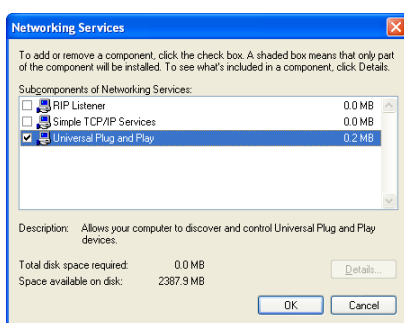 Networking Services
To add or remove a component, click the check box. A shaded box means that only part
of the component will be installed. To see what's included in a component, click Details.
Subcomponents of Networking Services:
RIP Listener 0.0 MB
Simple TCP/IP Services 0.0 MB
Universal Plug and Play 0.2 MB
Description: Allows your computer to discover and control Universal Plug and Play
devices.
Total disk space required: 0.0 MB
Details...
Space available on disk: 2387.9 MB
OK Cancel